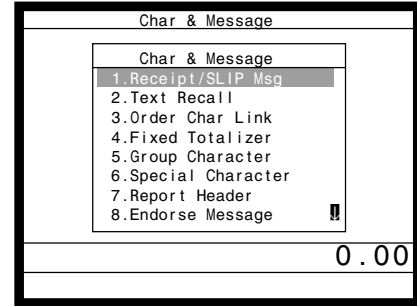 Char & Message
Char & Message
1.Receipt/SLIP Msg
2.Text Recall
3.Order Char Link
4.Fixed Totalizer
5.Group Character
6.Special Character
7.Report Header
8.Endorse Message
0.00